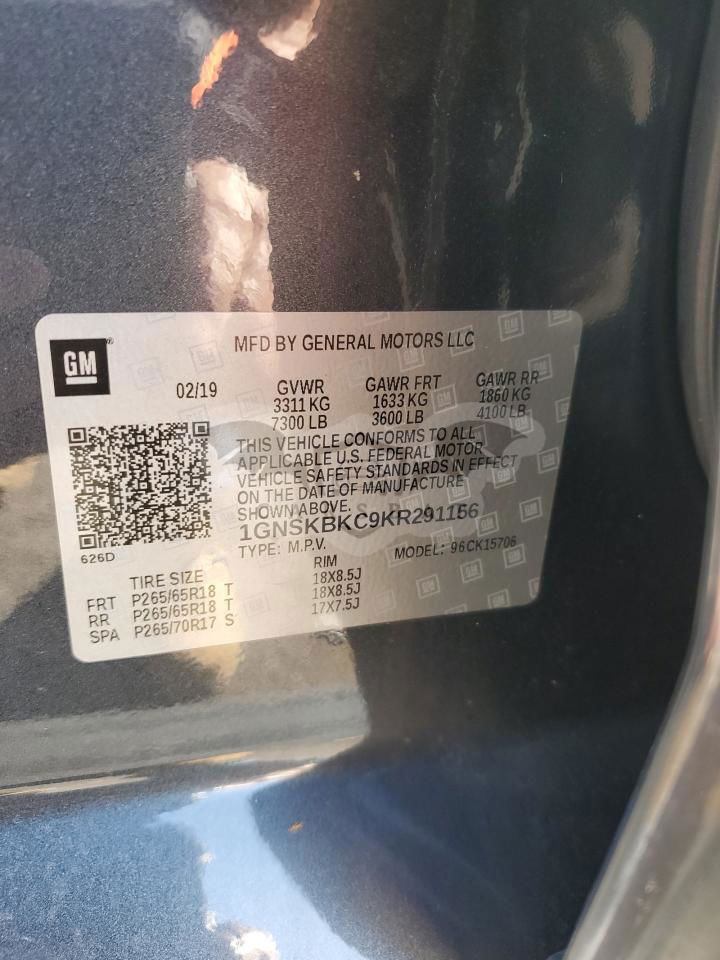 GM®
MFD BY GENERAL MOTORS LLC
02/19
GVWR
3311 KG
7300 LB
GAWR FRT
1633 KG
3600 LB
GAWR RR
1860 KG
4100 LB
THIS VEHICLE CONFORMS TO ALL
APPLICABLE U.S. FEDERAL MOTOR
VEHICLE SAFETY STANDARDS IN EFFECT
ON THE DATE OF MANUFACTURE
SHOWN ABOVE.
1GNSKBKC9KR291156
TYPE: M.P.V.
MODEL: 96CK15706
626D
TIRE SIZE
RIM
FRT P265/65R18 T 18X8.5J
RR P265/65R18 T 18X8.5J
SPA P265/70R17 S 17X7.5J